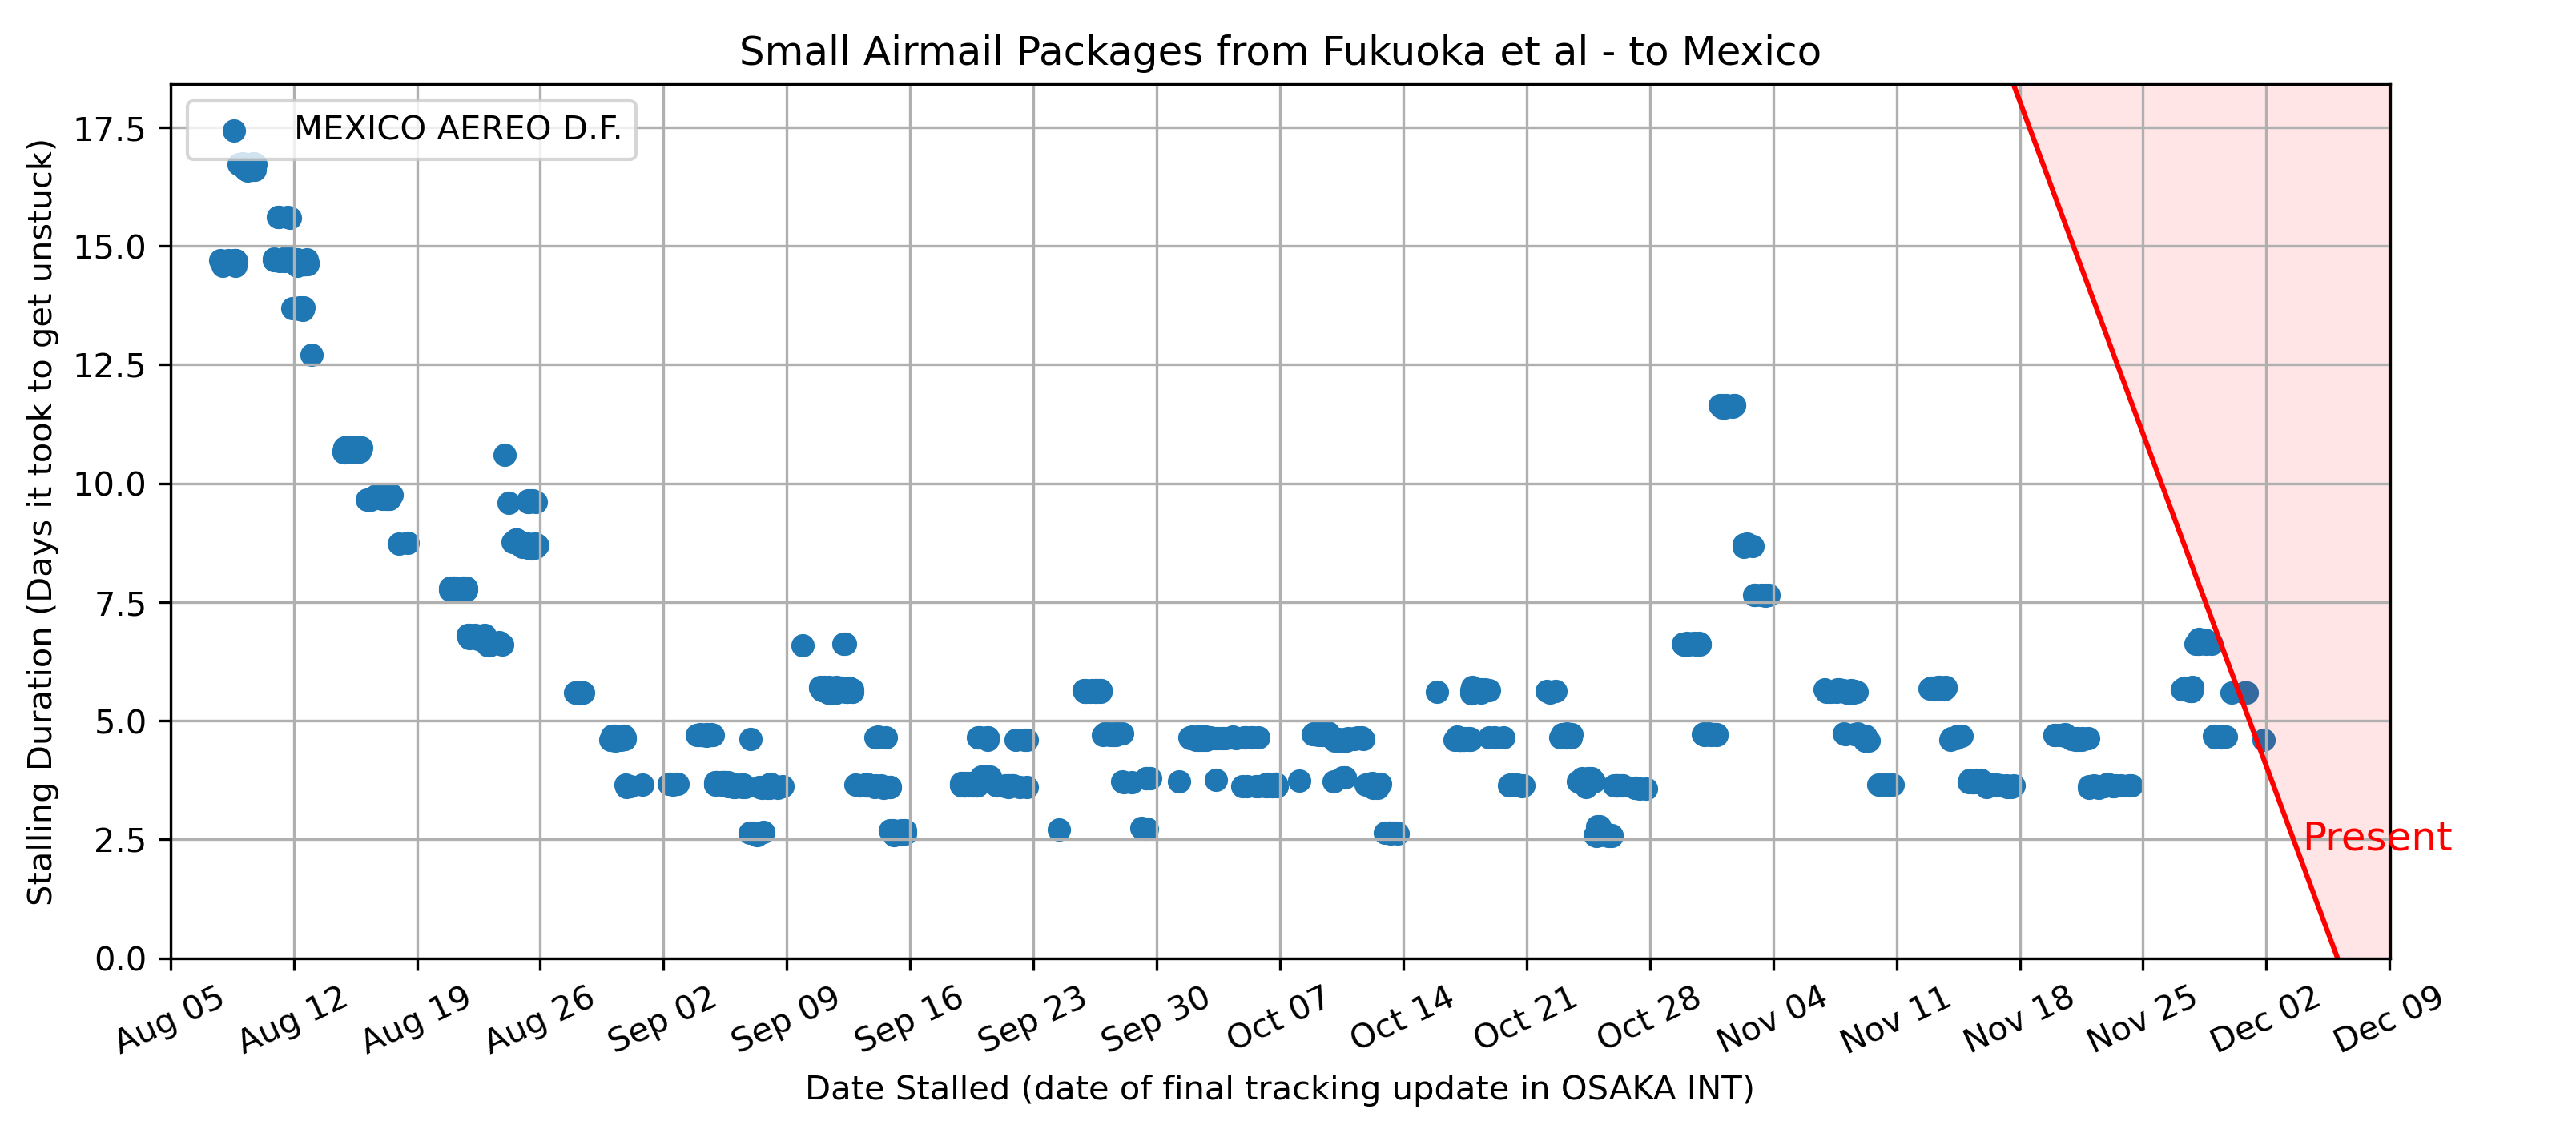 Small Airmail Packages from Fukuoka et al - to Mexico
MEXICO AEREO D.F.
Stalling Duration (Days it took to get unstuck)
17.5
15.0
12.5
10.0
7.5
5.0
2.5
0.0
Present
Aug 05
Aug 12
Aug 19
Aug 26
Sep 02
Sep 09
Sep 16
Sep 23
Sep 30
Oct 07
Oct 14
Oct 21
Oct 28
Nov 04
Nov 11
Nov 18
Nov 25
Dec 02
Dec 09
Date Stalled (date of final tracking update in OSAKA INT)